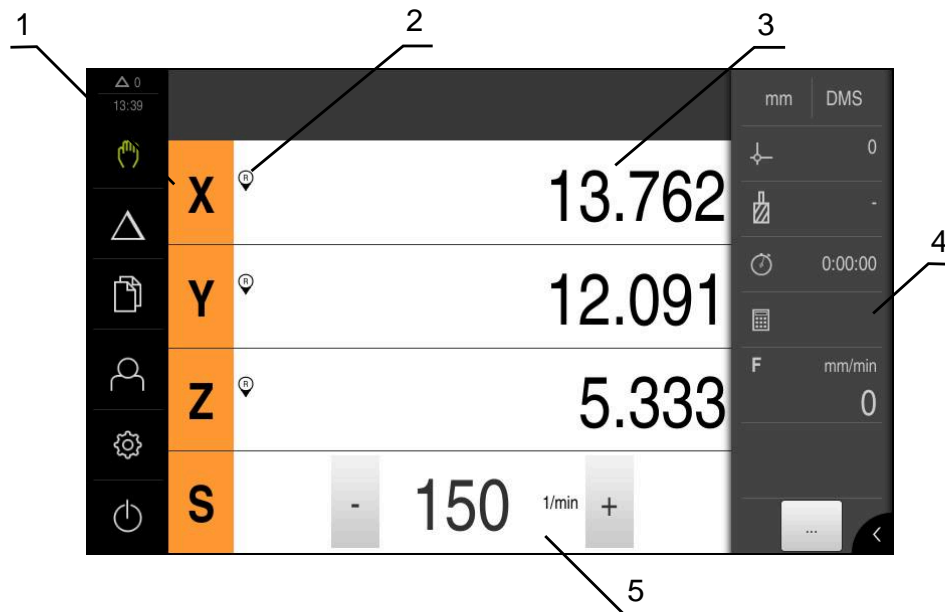 1
2
3
△ 0
13:39
mm DMS
0
X R 13.762
-
4
0:00:00
Y R 12.091
F mm/min
0
Z R 5.333
S - 150 1/min +
...
5